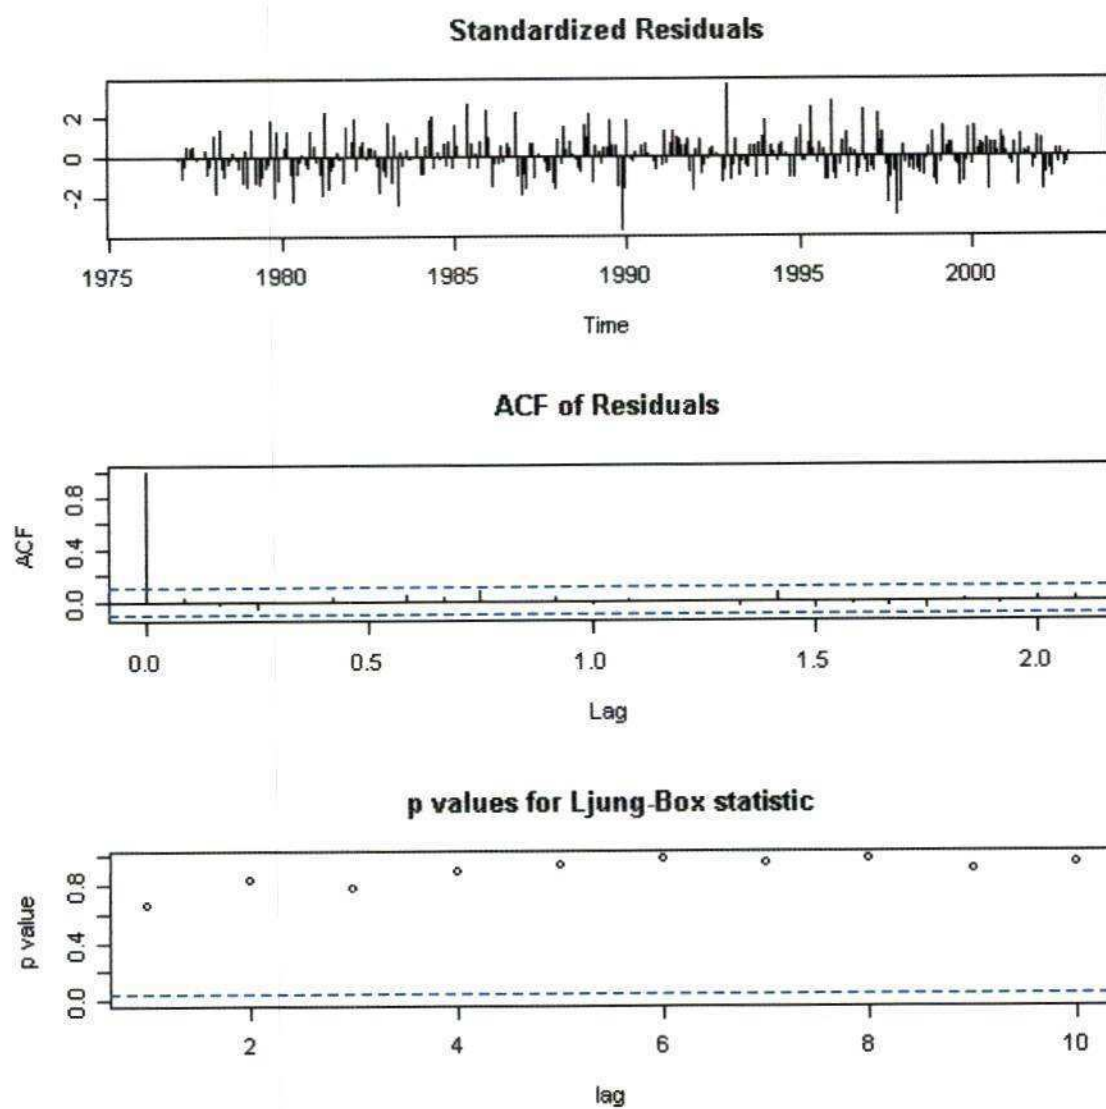 Standardized Residuals
2
0
-2
1975 1980 1985 1990 1995 2000
Time
ACF of Residuals
ACF
0.8
0.4
0.0
0.0 0.5 1.0 1.5 2.0
Lag
p values for Ljung-Box statistic
p value
0.8
0.4
0.0
2 4 6 8 10
lag